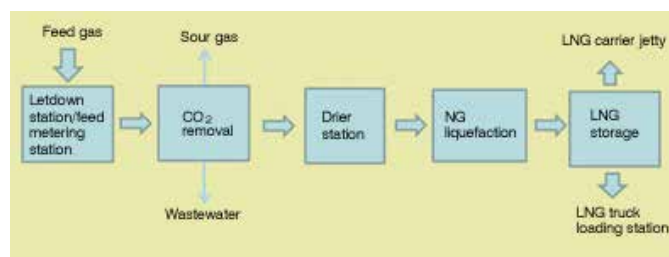 Feed gas
Sour gas
LNG carrier jetty
Letdown
station/feed
metering
station
CO2
removal
Drier
station
NG
liquefaction
LNG
storage
Wastewater
LNG truck
loading station